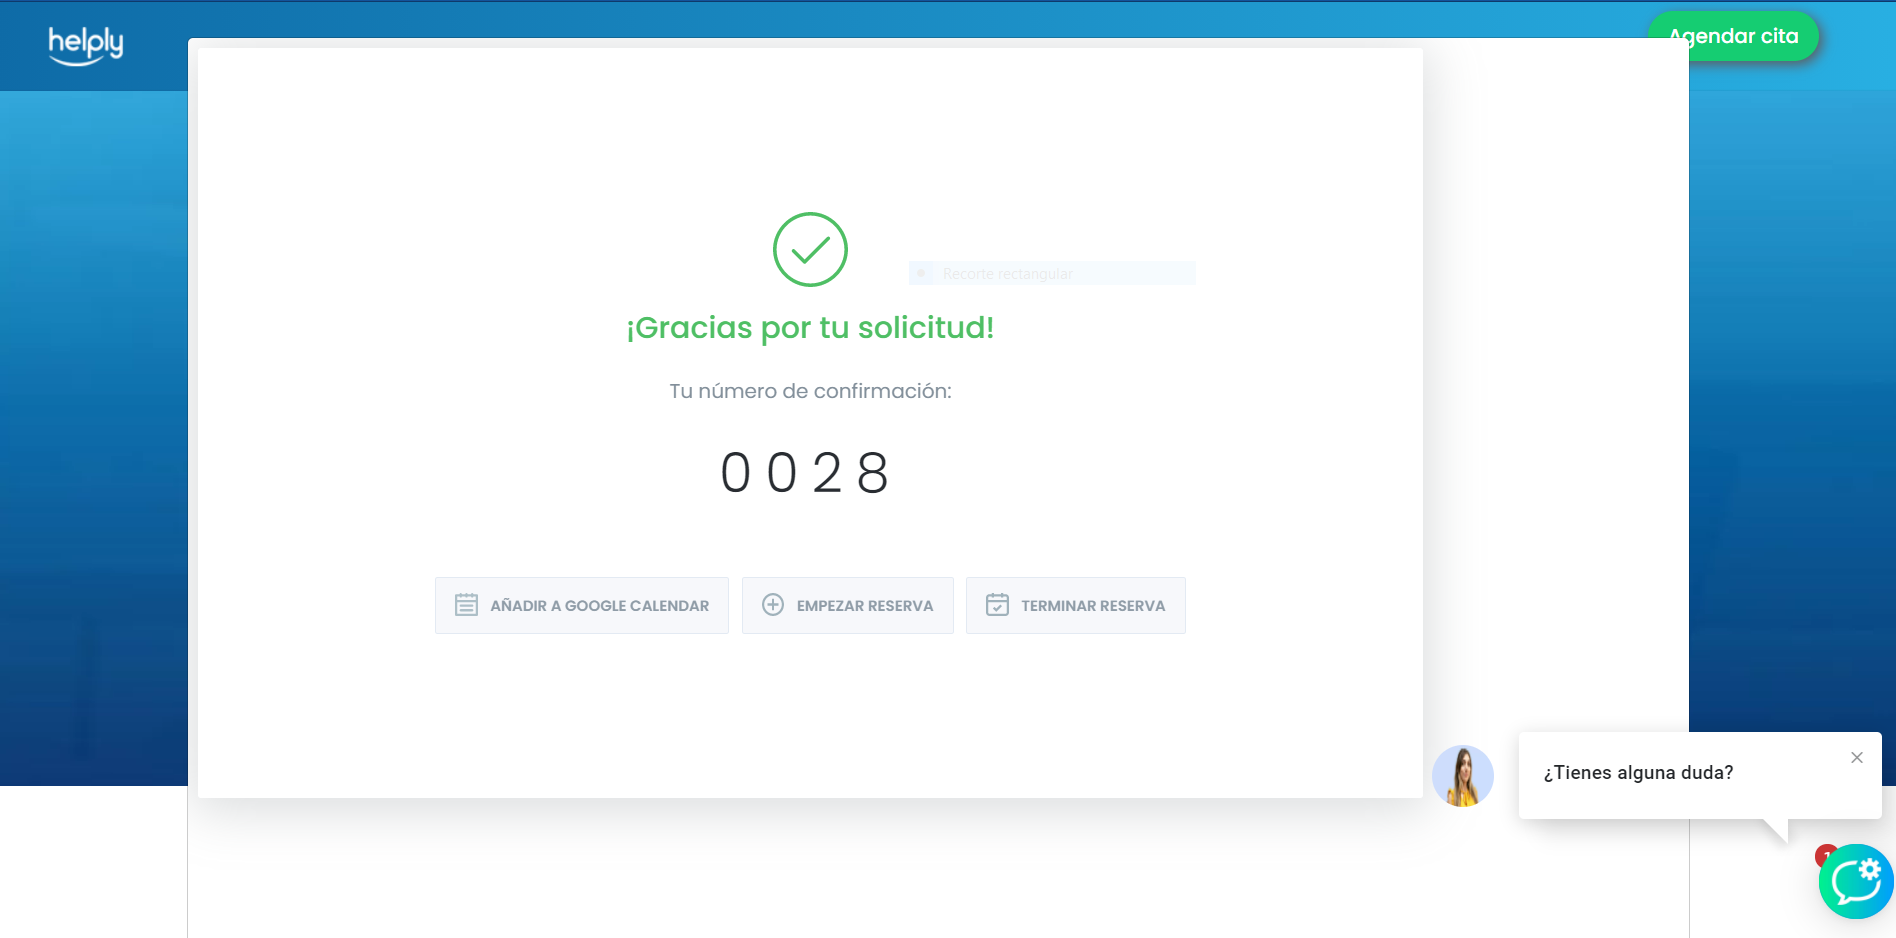 helply
Agendar cita
Recorte rectangular
¡Gracias por tu solicitud!
Tu número de confirmación:
0028
AÑADIR A GOOGLE CALENDAR
EMPEZAR RESERVA
TERMINAR RESERVA
¿Tienes alguna duda?
1